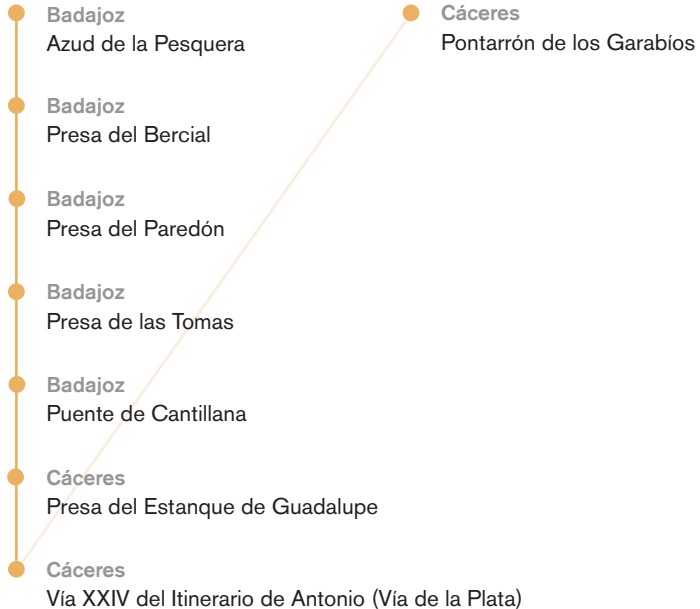 Badajoz
Azud de la Pesquera
Badajoz
Presa del Bercial
Badajoz
Presa del Paredón
Badajoz
Presa de las Tomas
Badajoz
Puente de Cantillana
Cáceres
Presa del Estanque de Guadalupe
Cáceres
Vía XXIV del Itinerario de Antonio (Vía de la Plata)
Cáceres
Pontarrón de los Garabíos